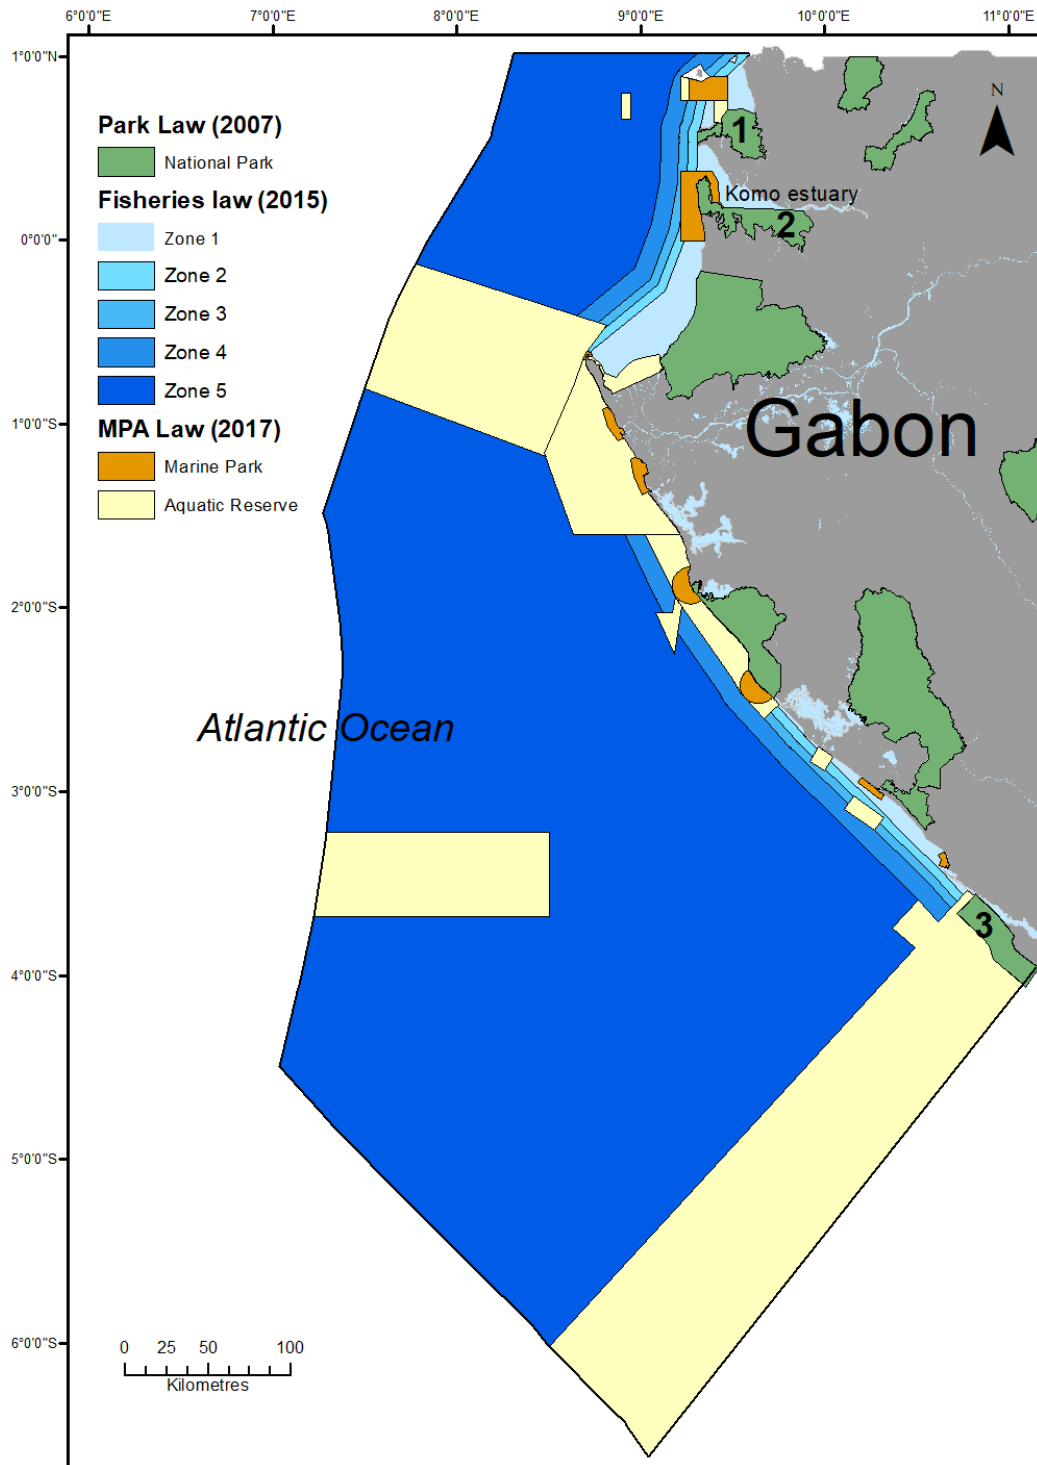 6°0'0"E 7°0'0"E 8°0'0"E 9°0'0"E 10°0'0"E 11°0'0"E
1°0'0"N
0°0'0"
1°0'0"S
2°0'0"S
3°0'0"S
4°0'0"S
5°0'0"S
6°0'0"S
Park Law (2007)
National Park
Fisheries law (2015)
Zone 1
Zone 2
Zone 3
Zone 4
Zone 5
MPA Law (2017)
Marine Park
Aquatic Reserve
N
1
Komo estuary
2
Gabon
Atlantic Ocean
3
0 25 50 100
Kilometres